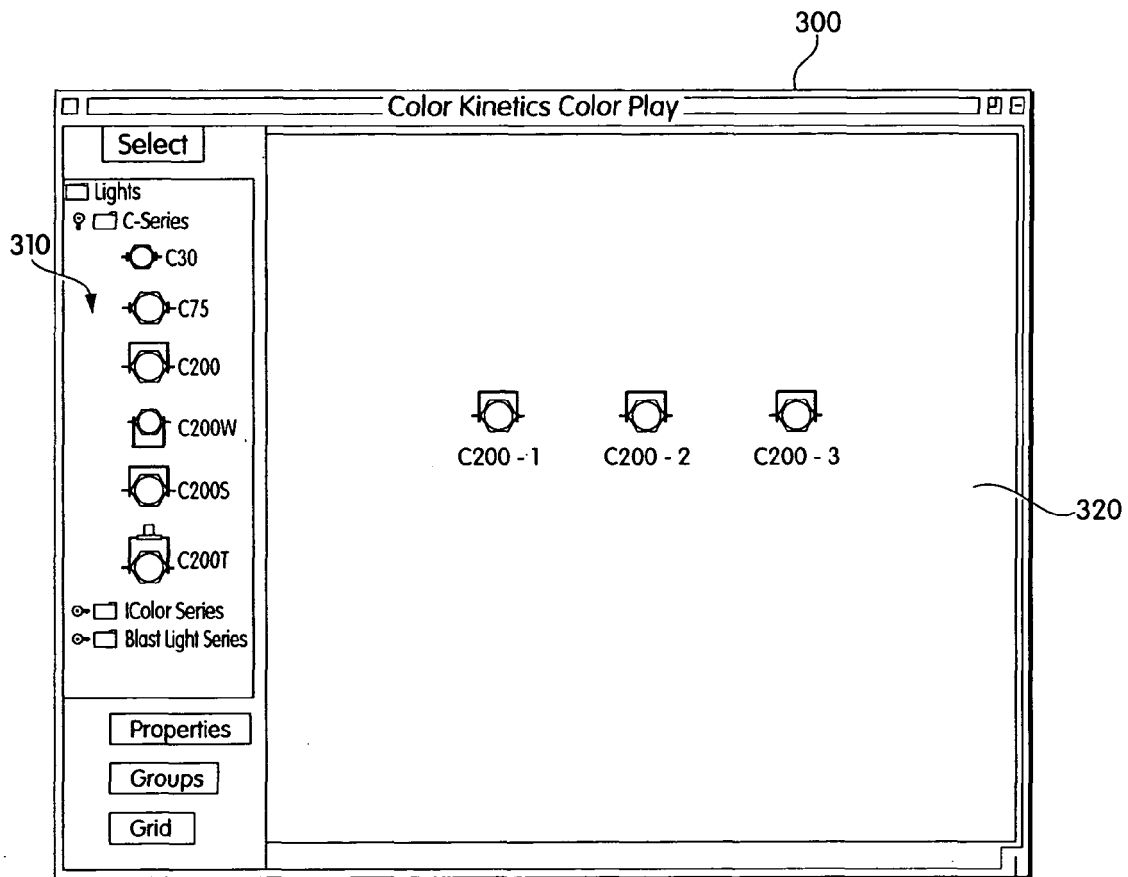 300
Color Kinetics Color Play
Select
Lights
C-Series
310
C30
C75
C200
C200W
C200S
C200T
IColor Series
Blast Light Series
C200 - 1
C200 - 2
C200 - 3
320
Properties
Groups
Grid